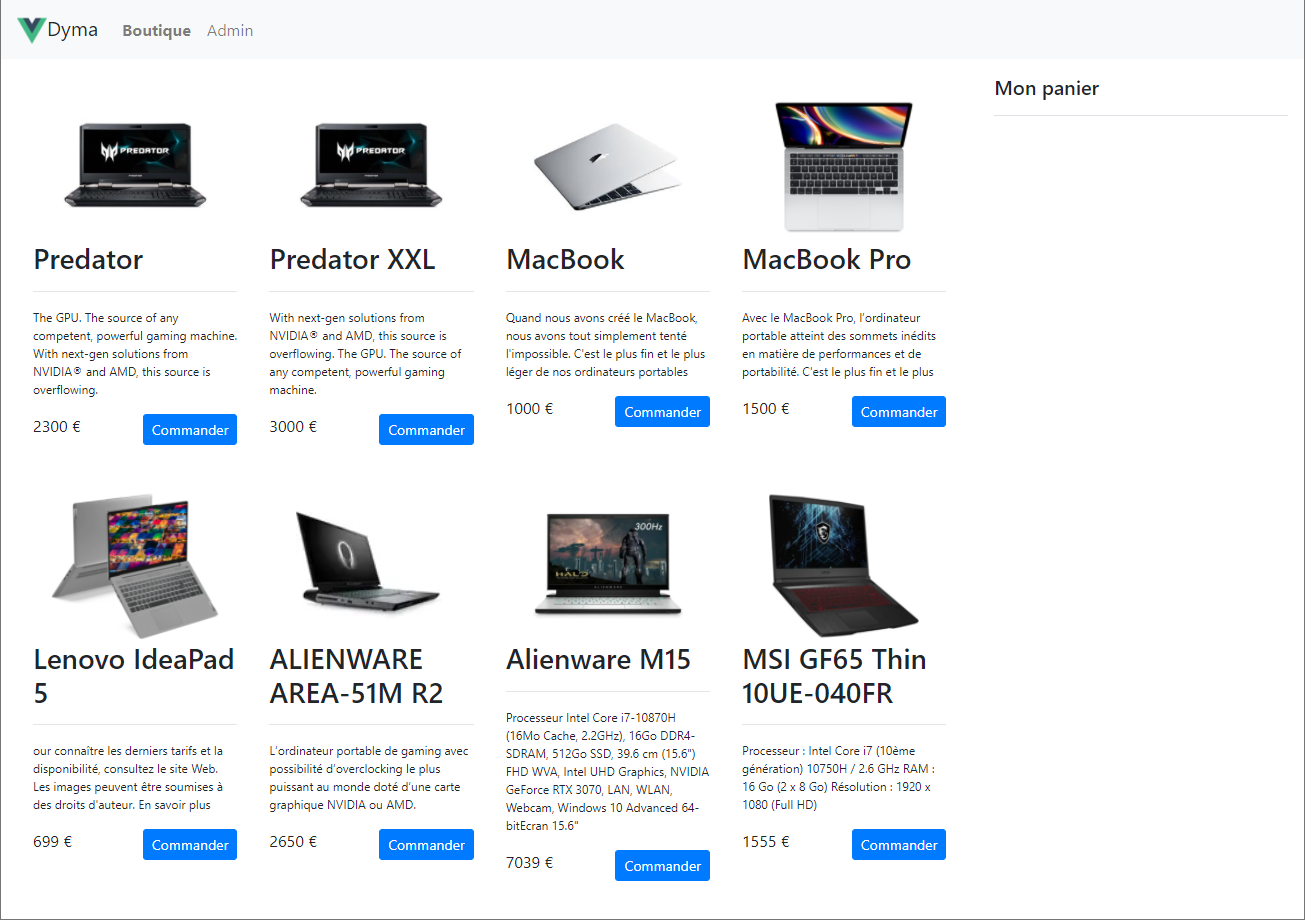 Dyma Boutique Admin
Mon panier
PREDATOR
PREDATOR
Predator
The GPU. The source of any
competent, powerful gaming machine.
With next-gen solutions from
NVIDIA® and AMD, this source is
overflowing.
2300 €
Commander
Predator XXL
With next-gen solutions from
NVIDIA® and AMD, this source is
overflowing. The GPU. The source of
any competent, powerful gaming
machine.
3000 €
Commander
MacBook
Quand nous avons créé le MacBook,
nous avons tout simplement tenté
l'impossible. C'est le plus fin et le plus
léger de nos ordinateurs portables
1000 €
Commander
MacBook Pro
Avec le MacBook Pro, l'ordinateur
portable atteint des sommets inédits
en matière de performances et de
portabilité. C'est le plus fin et le plus
1500 €
Commander
Lenovo IdeaPad
5
our connaître les derniers tarifs et la
disponibilité, consultez le site Web.
Les images peuvent être soumises à
des droits d'auteur. En savoir plus
699 €
Commander
ALIENWARE
AREA-51M R2
L'ordinateur portable de gaming avec
possibilité d'overclocking le plus
puissant au monde doté d'une carte
graphique NVIDIA ou AMD.
2650 €
Commander
300Hz
HALO
ALIENWARE
Alienware M15
Processeur Intel Core i7-10870H
(16Mo Cache, 2.2GHz), 16Go DDR4-
SDRAM, 512Go SSD, 39.6 cm (15.6")
FHD WVA, Intel UHD Graphics, NVIDIA
GeForce RTX 3070, LAN, WLAN,
Webcam, Windows 10 Advanced 64-
bitEcran 15.6"
7039 €
Commander
MSI GF65 Thin
10UE-040FR
Processeur : Intel Core i7 (10ème
génération) 10750H / 2.6 GHz RAM :
16 Go (2 x 8 Go) Résolution : 1920 x
1080 (Full HD)
1555 €
Commander